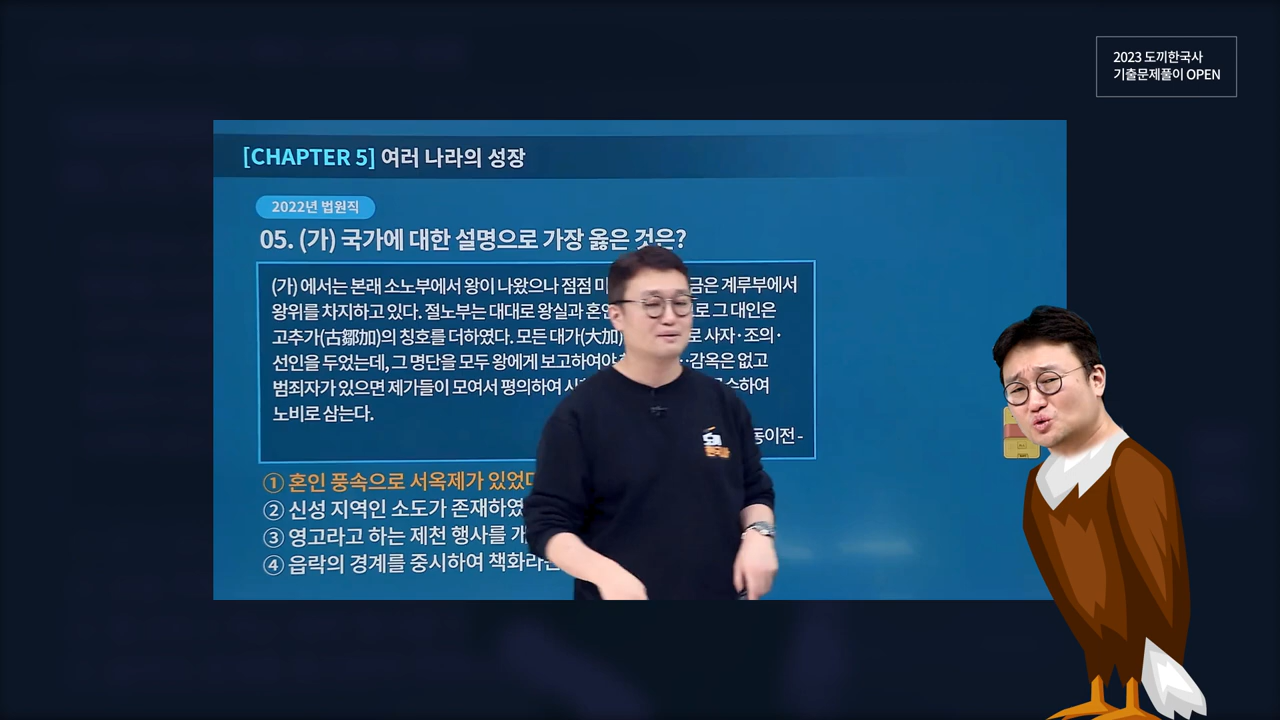 2023 도끼한국사
기출문제풀이 OPEN
[CHAPTER 5] 여러 나라의 성장
2022년 법원직
05. (가) 국가에 대한 설명으로 가장 옳은 것은?
(가) 에서는 본래 소노부에서 왕이 나왔으나 점점 금은 계루부에서
왕위를 차지하고 있다. 절노부는 대대로 왕실과 로 그 대인은
고추가(古鄒加)의 칭호를 더하였다. 모든 대가(大加) 로 사자·조의·
선인을 두었는데, 그 명단을 모두 왕에게 보고하여야 …감옥은 없고
범죄자가 있으면 제가들이 모여서 평의하여
노비로 삼는다.
동이전-
① 혼인 풍속으로 서옥제가 있었
② 신성 지역인 소도가 존재하였
③ 영고라고 하는 제천 행사를
④ 읍락의 경계를 중시하여 책화라는